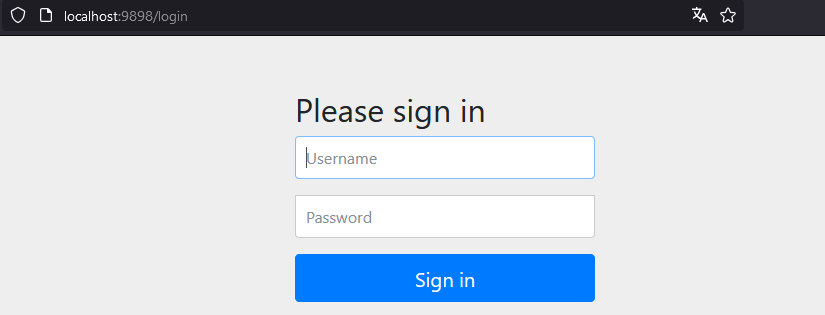 localhost:9898/login
Please sign in
Username
Password
Sign in